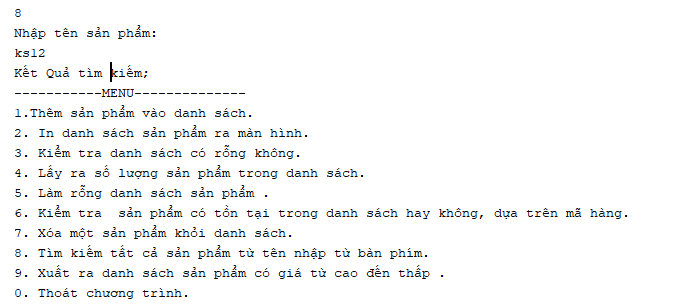 8
Nhập tên sản phẩm:
ks12
Kết Quả tìm kiếm;
-----------MENU--------------
1.Thêm sản phẩm vào danh sách.
2. In danh sách sản phẩm ra màn hình.
3. Kiểm tra danh sách có rỗng không.
4. Lấy ra số lượng sản phẩm trong danh sách.
5. Làm rỗng danh sách sản phẩm .
6. Kiểm tra  sản phẩm có tồn tại trong danh sách hay không, dựa trên mã hàng.
7. Xóa một sản phẩm khỏi danh sách.
8. Tìm kiếm tất cả sản phẩm từ tên nhập từ bàn phím.
9. Xuất ra danh sách sản phẩm có giá từ cao đến thấp .
0. Thoát chương trình.